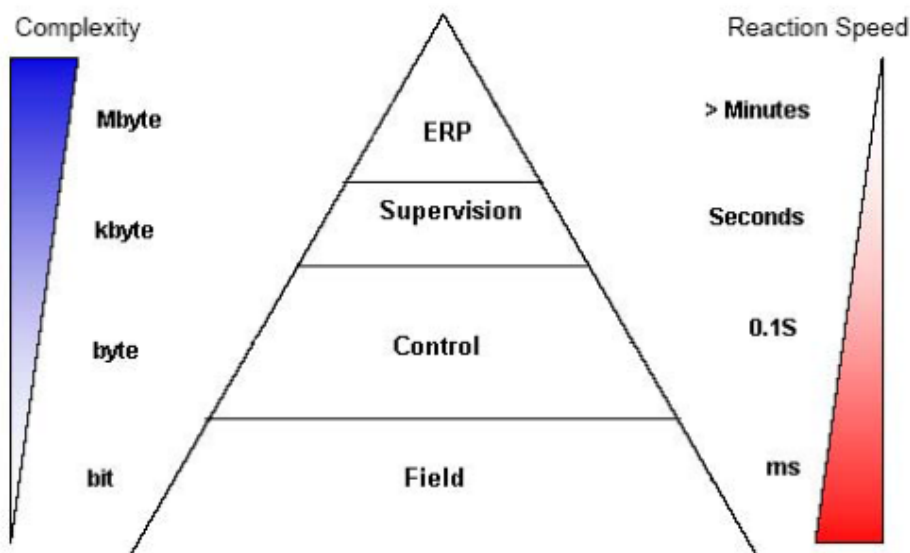 Complexity
Reaction Speed
Mbyte
ERP
> Minutes
kbyte
Supervision
Seconds
byte
Control
0.1S
bit
Field
ms